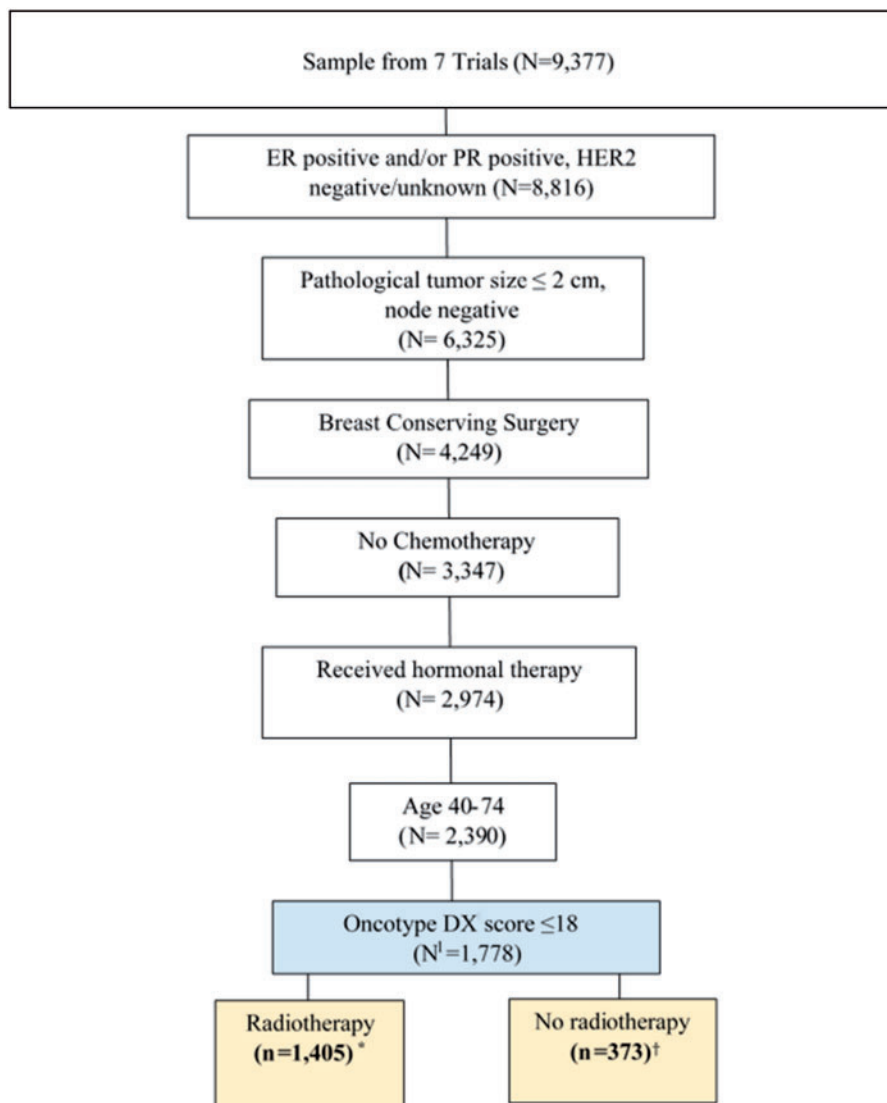 Sample from 7 Trials (N=9,377)
ER positive and/or PR positive, HER2
negative/unknown (N=8,816)
Pathological tumor size ≤ 2 cm,
node negative
(N= 6,325)
Breast Conserving Surgery
(N= 4,249)
No Chemotherapy
(N= 3,347)
Received hormonal therapy
(N= 2,974)
Age 40-74
(N= 2,390)
Oncotype DX score ≤18
(N¹ =1,778)
Radiotherapy
(n=1,405) *
No radiotherapy
(n=373)†